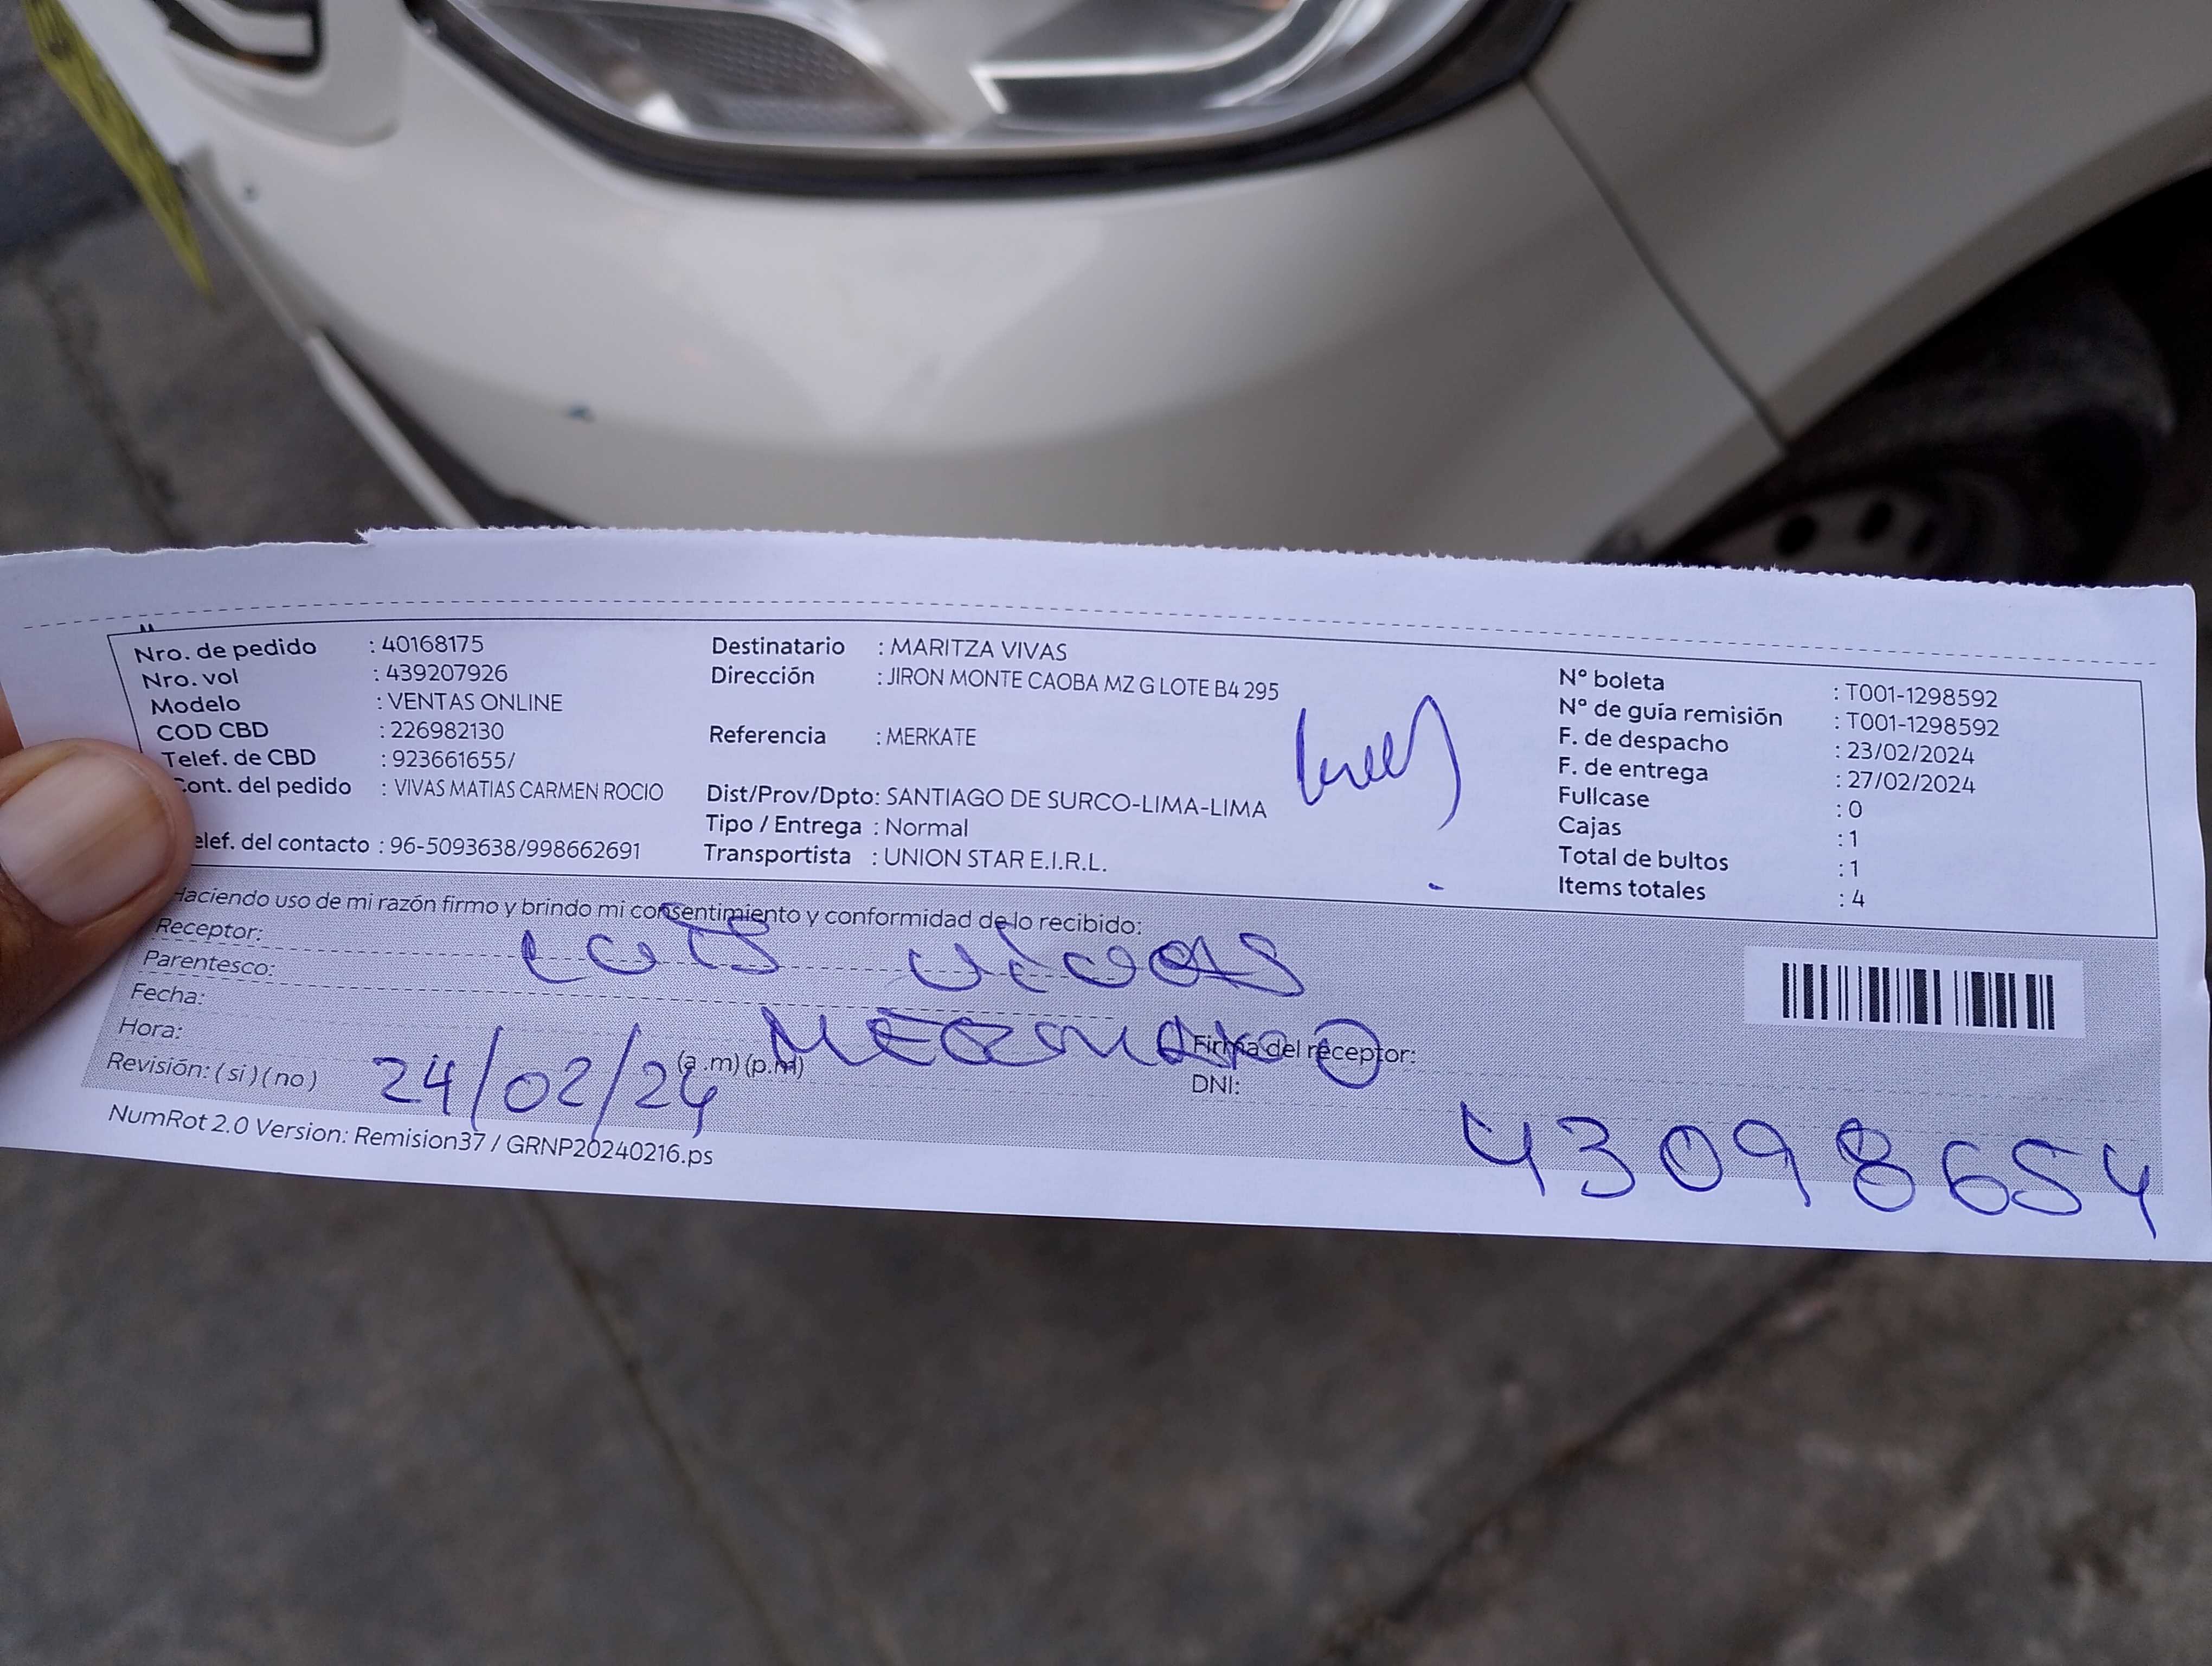 Nro. de pedido : 40168175
Nro. vol : 439207926
Modelo : VENTAS ONLINE
COD CBD : 226982130
Telef. de CBD : 923661655/
Cont. del pedido : VIVAS MATIAS CARMEN ROCIO
elef. del contacto : 96-5093638/998662691
Destinatario : MARITZA VIVAS
Dirección : JIRON MONTE CAOBA MZ G LOTE B4 295
Referencia : MERKATE
Dist/Prov/Dpto: SANTIAGO DE SURCO-LIMA-LIMA
Tipo / Entrega : Normal
Transportista : UNION STAR E.I.R.L.
N° boleta : T001-1298592
N° de guía remisión : T001-1298592
F. de despacho : 23/02/2024
F. de entrega : 27/02/2024
Fullcase : 0
Cajas : 1
Total de bultos : 1
Items totales : 4
Haciendo uso de mi razón firmo y brindo mi consentimiento y conformidad de lo recibido:
Receptor: LUIS VIVAS
Parentesco: HERMANO
Fecha: 24/02/24
Hora: (a.m) (p.m)
Revisión: ( si ) ( no )
Firma del receptor:
DNI: 43098654
NumRot 2.0 Version: Remision37 / GRNP20240216.ps